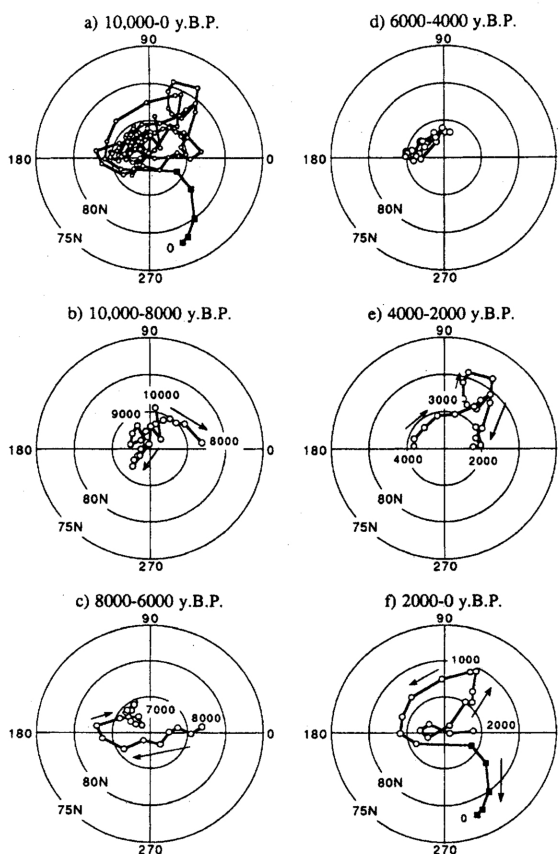 a) 10,000-0 y.B.P.
90
180
0
80N
75N
0
270
b) 10,000-8000 y.B.P.
90
10000
9000
8000
180
0
80N
75N
270
c) 8000-6000 y.B.P.
90
7000
8000
180
0
80N
75N
270
d) 6000-4000 y.B.P.
90
180
0
80N
75N
270
e) 4000-2000 y.B.P.
90
3000
180
0
4000
2000
80N
75N
270
f) 2000-0 y.B.P.
90
1000
2000
180
0
80N
75N
0
270